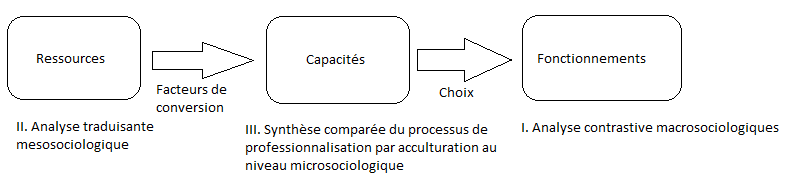 Ressources
Capacités
Fonctionnements
Facteurs de
conversion
Choix
II. Analyse traduisante
mesosociologique
III. Synthèse comparée du processus de
professionnalisation par acculturation au
niveau microsociologique
I. Analyse contrastive macrosociologiques